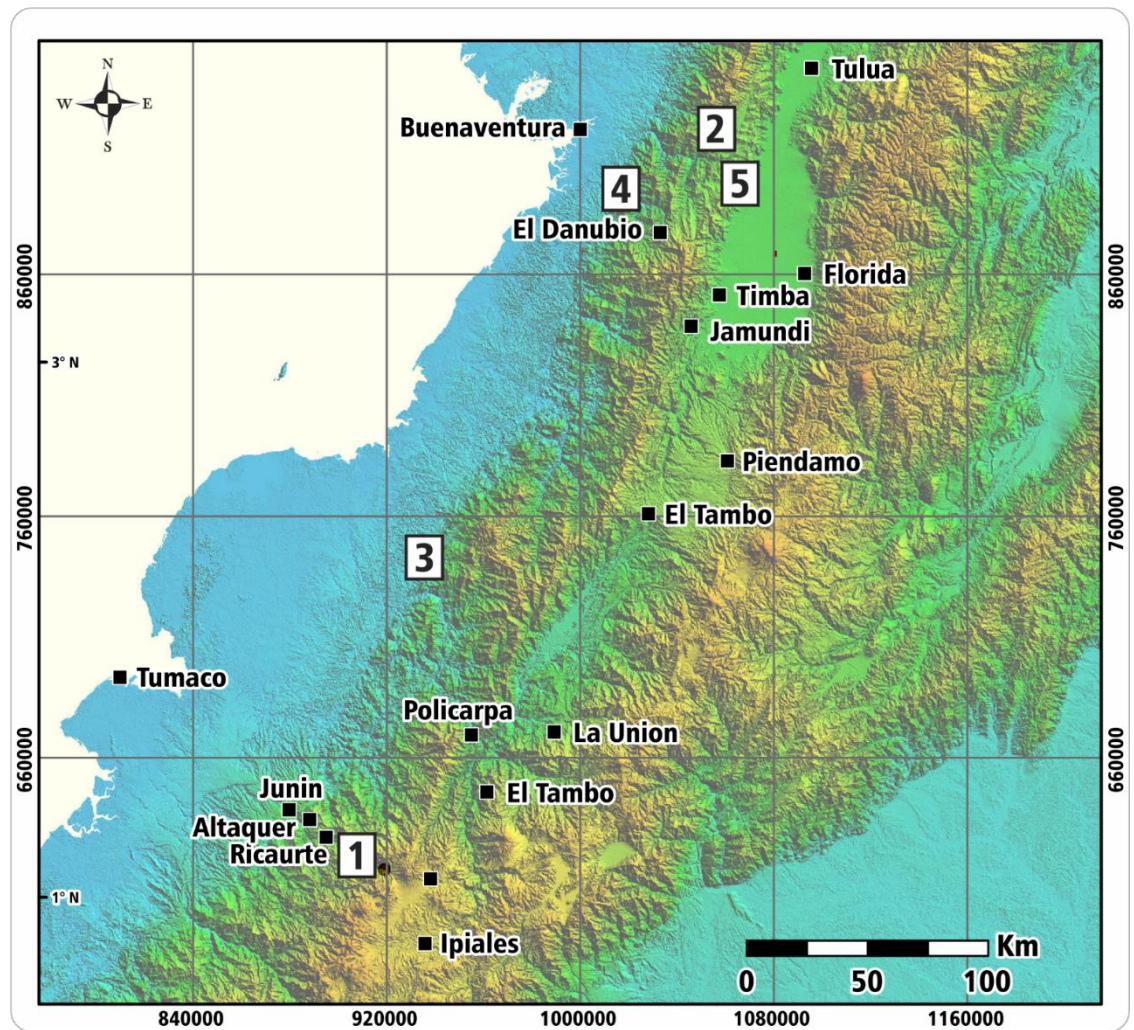 N
W E
S
Tulua
Buenaventura
2
4
5
El Danubio
860000
Florida
860000
Timba
Jamundi
3° N
Piendamo
El Tambo
760000
760000
3
Tumaco
Policarpa
La Union
660000
660000
Junin
El Tambo
Altaquer
Ricaurte
1
1° N
Ipiales
Km
0 50 100
840000 920000 1000000 1080000 1160000